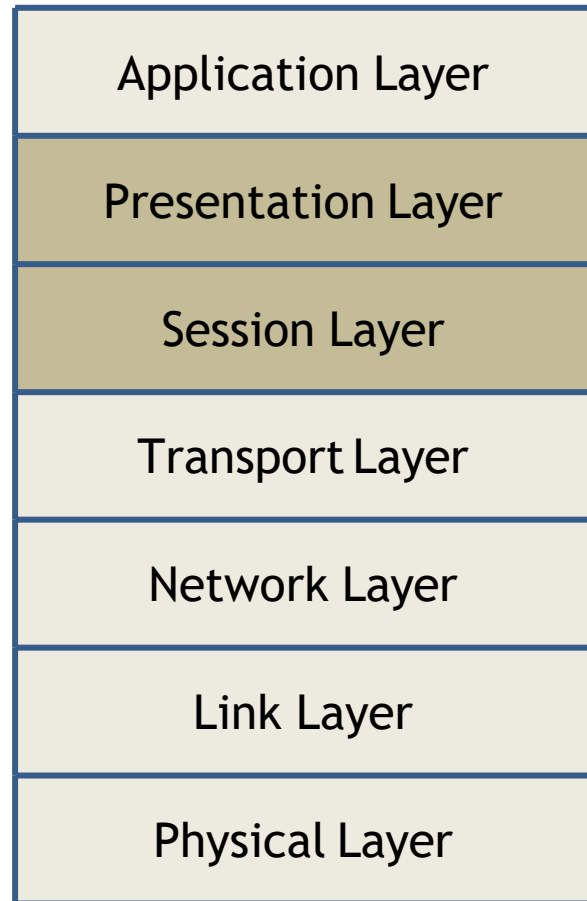 Application Layer
Presentation Layer
Session Layer
Transport Layer
Network Layer
Link Layer
Physical Layer